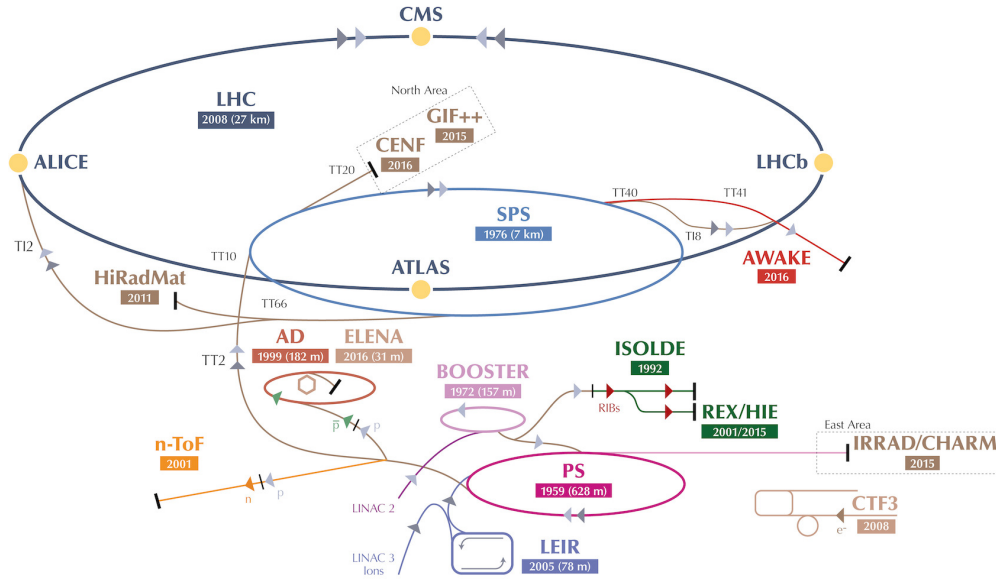 CMS
LHC
2008 (27 km)
North Area
GIF++
2015
CENF
2016
TT20
ALICE
LHCb
TT40
TT41
SPS
1976 (7 km)
TI8
TI2
TT10
ATLAS
AWAKE
2016
HiRadMat
2011
TT66
AD
1999 (182 m)
ELENA
2016 (31 m)
TT2
ISOLDE
1992
BOOSTER
1972 (157 m)
RIBs
REX/HIE
2001/2015
p̅
p
East Area
IRRAD/CHARM
2015
n-ToF
2001
n
p
PS
1959 (628 m)
LINAC 2
CTF3
2008
e-
LEIR
2005 (78 m)
LINAC 3
Ions